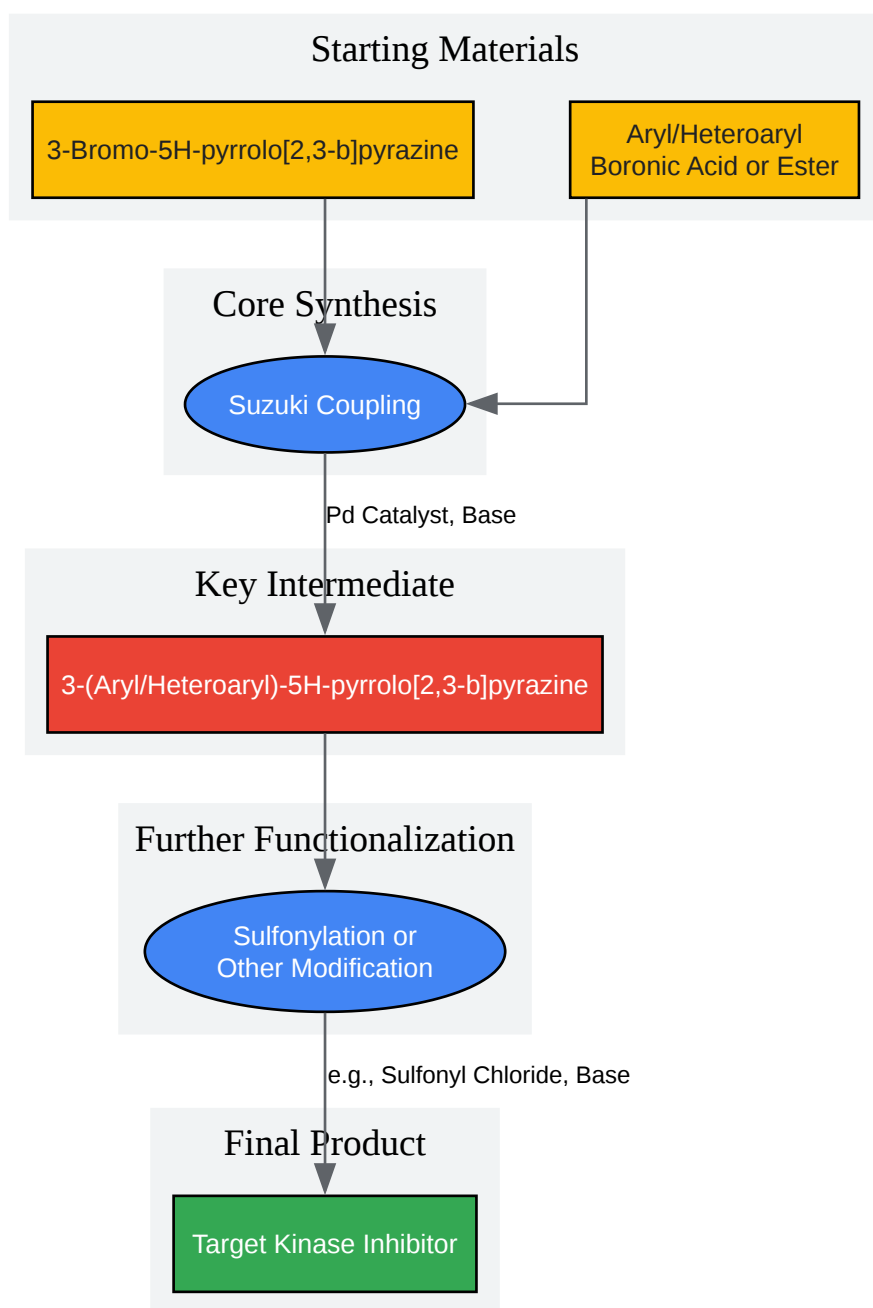 Starting Materials
3-Bromo-5H-pyrrolo[2,3-b]pyrazine
Aryl/Heteroaryl
Boronic Acid or Ester
Core Synthesis
Suzuki Coupling
Pd Catalyst, Base
Key Intermediate
3-(Aryl/Heteroaryl)-5H-pyrrolo[2,3-b]pyrazine
Further Functionalization
Sulfonylation or
Other Modification
e.g., Sulfonyl Chloride, Base
Final Product
Target Kinase Inhibitor